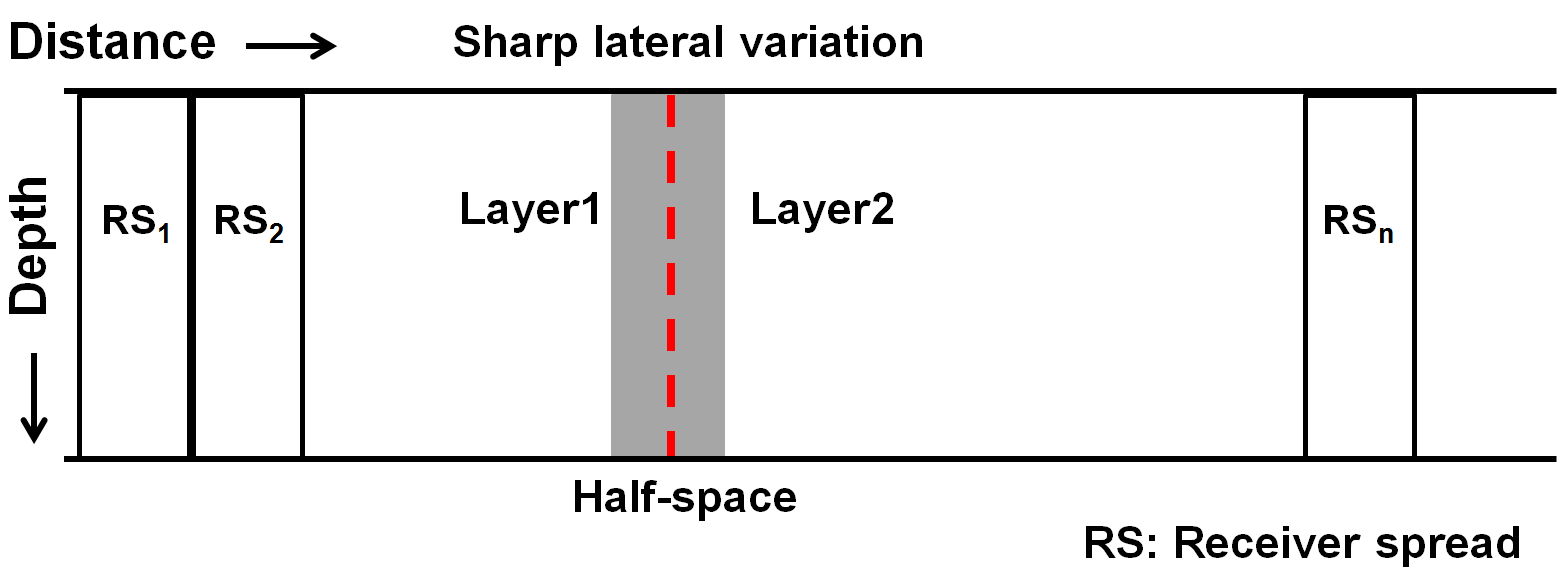 Distance
Sharp lateral variation
Depth
RS1
RS2
Layer1
Layer2
RSn
Half-space
RS: Receiver spread